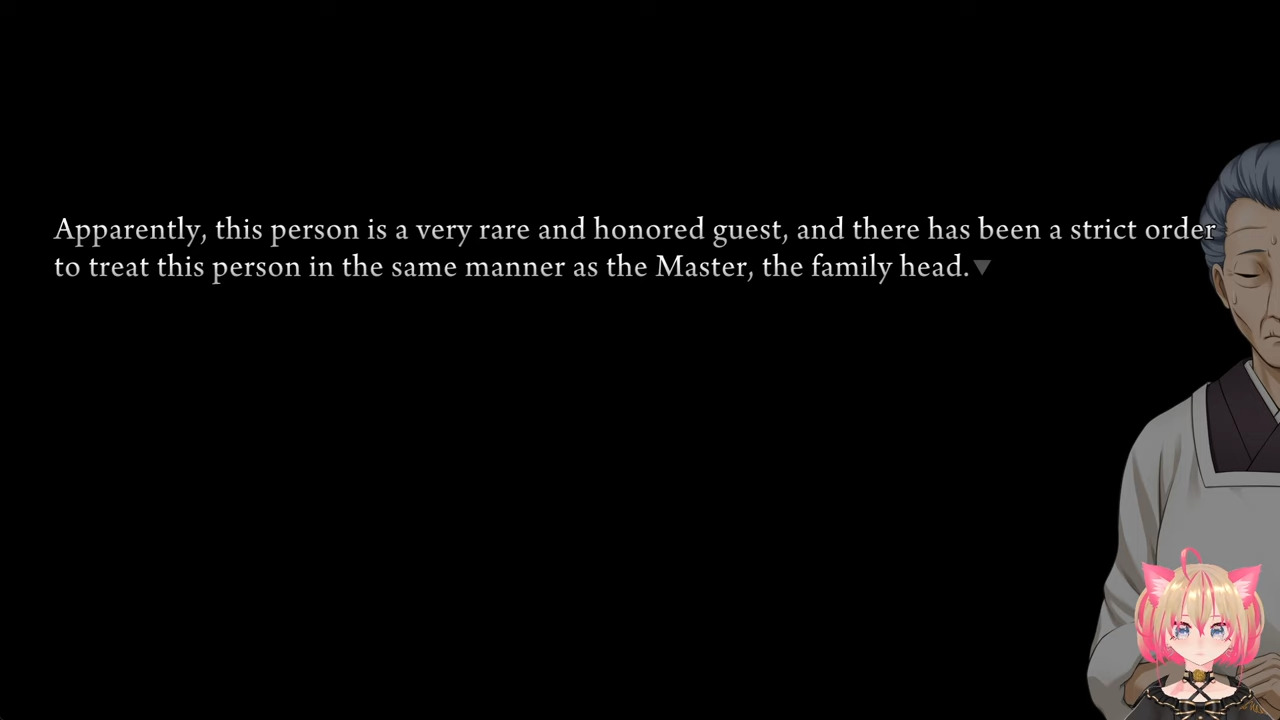 Apparently, this person is a very rare and honored guest, and there has been a strict order
to treat this person in the same manner as the Master, the family head.